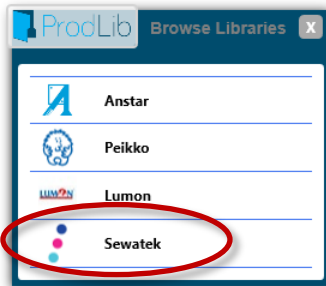 ProdLib Browse Libraries X
Anstar
Peikko
LUMON Lumon
Sewatek